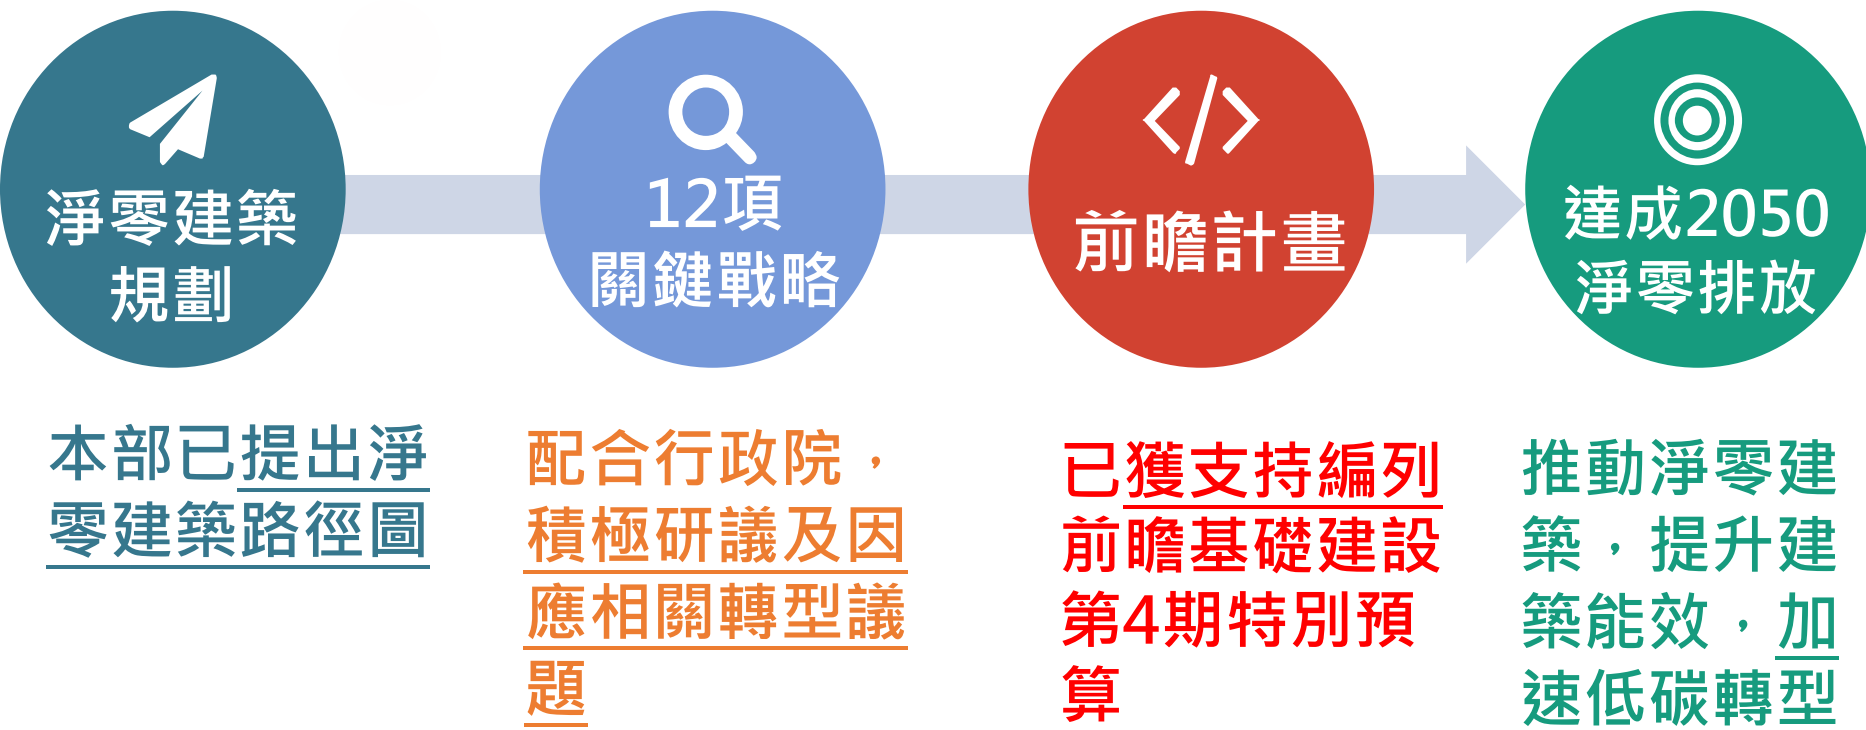 淨零建築
規劃
12項
關鍵戰略
前瞻計畫
達成2050
淨零排放
本部已提出淨
零建築路徑圖
配合行政院，
積極研議及因
應相關轉型議
題
已獲支持編列
前瞻基礎建設
第4期特別預
算
推動淨零建
築，提升建
築能效，加
速低碳轉型